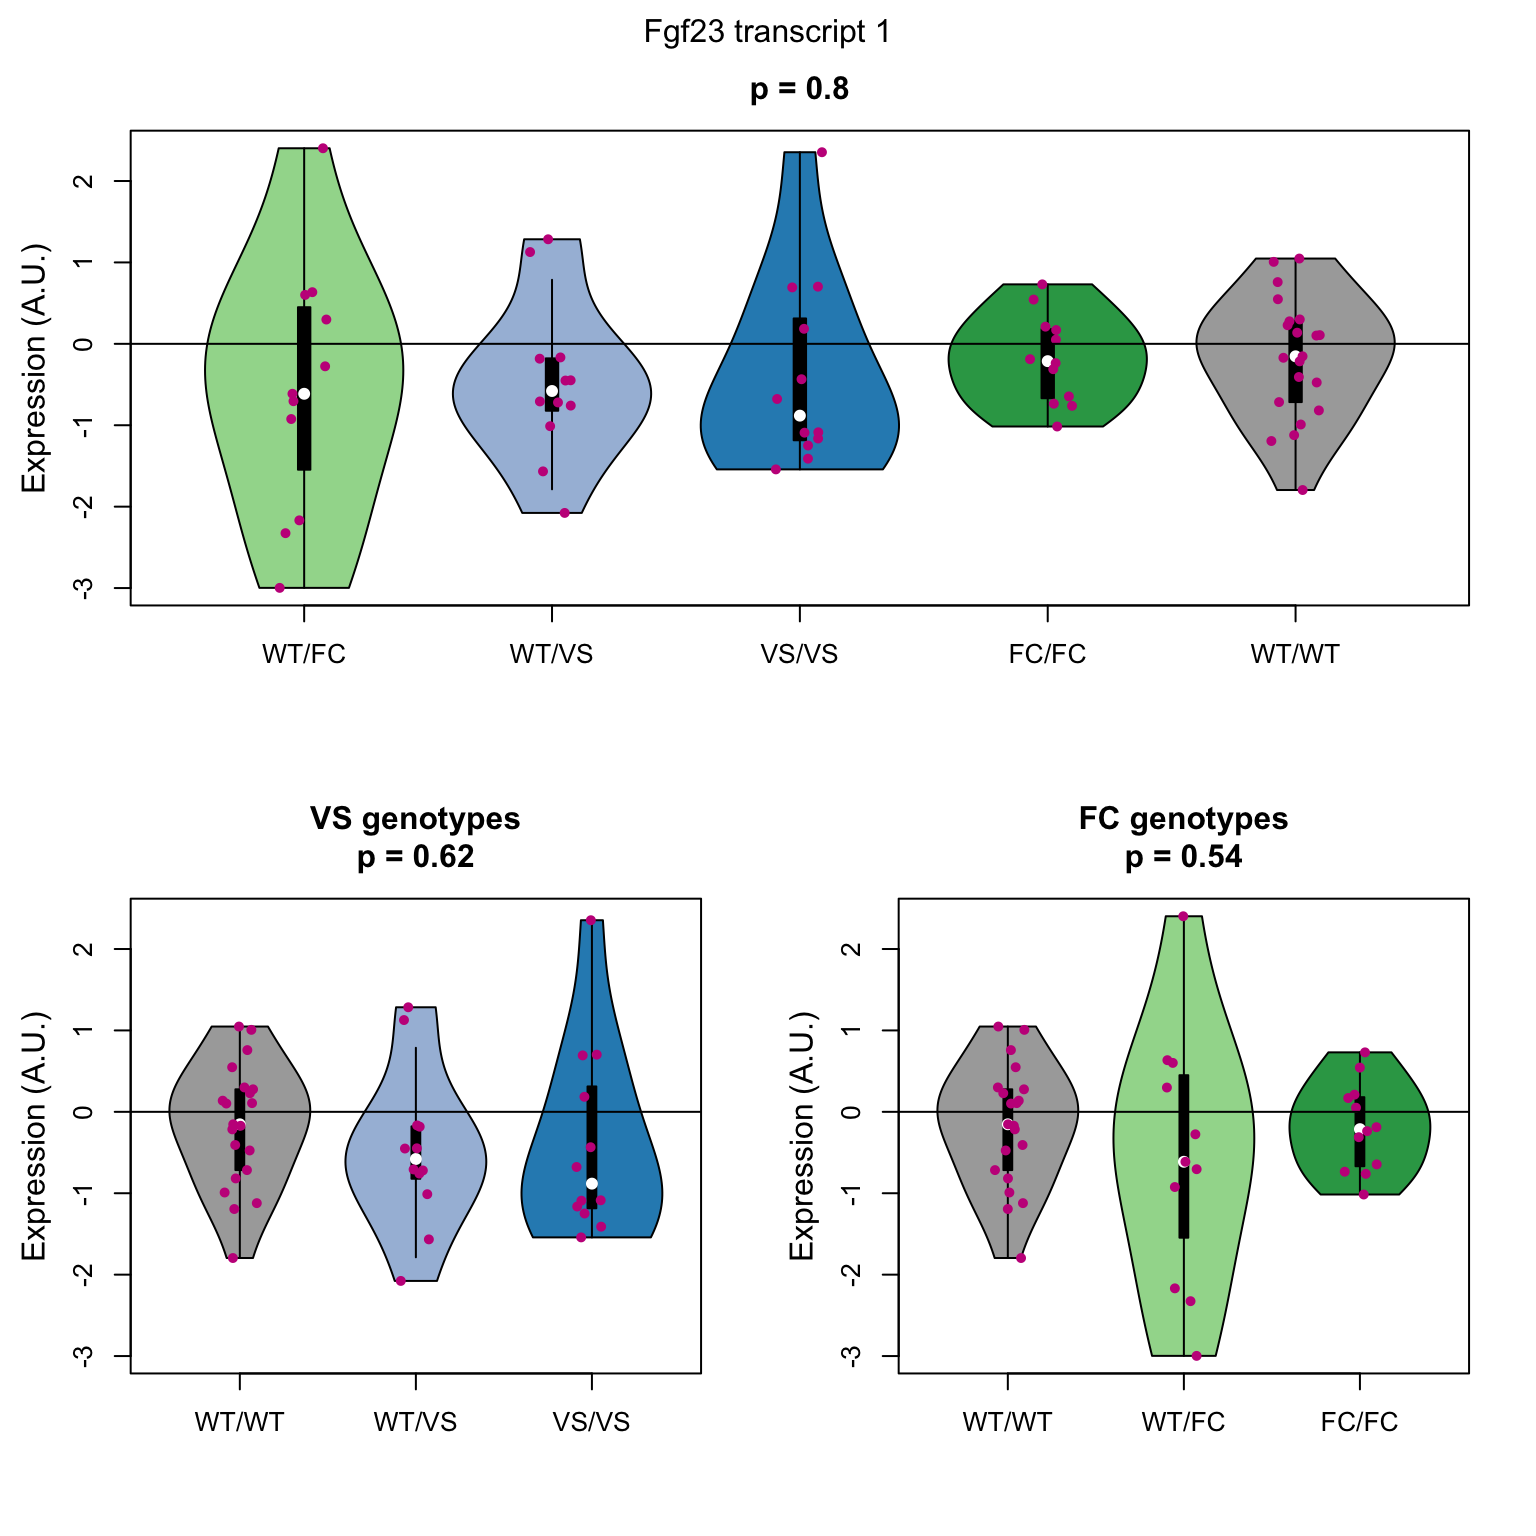 Fgf23 transcript 1
p = 0.8
Expression (A.U.)
2
1
0
-1
-2
-3
WT/FC WT/VS VS/VS FC/FC WT/WT
VS genotypes
p = 0.62
Expression (A.U.)
2
1
0
-1
-2
-3
WT/WT WT/VS VS/VS
FC genotypes
p = 0.54
Expression (A.U.)
2
1
0
-1
-2
-3
WT/WT WT/FC FC/FC